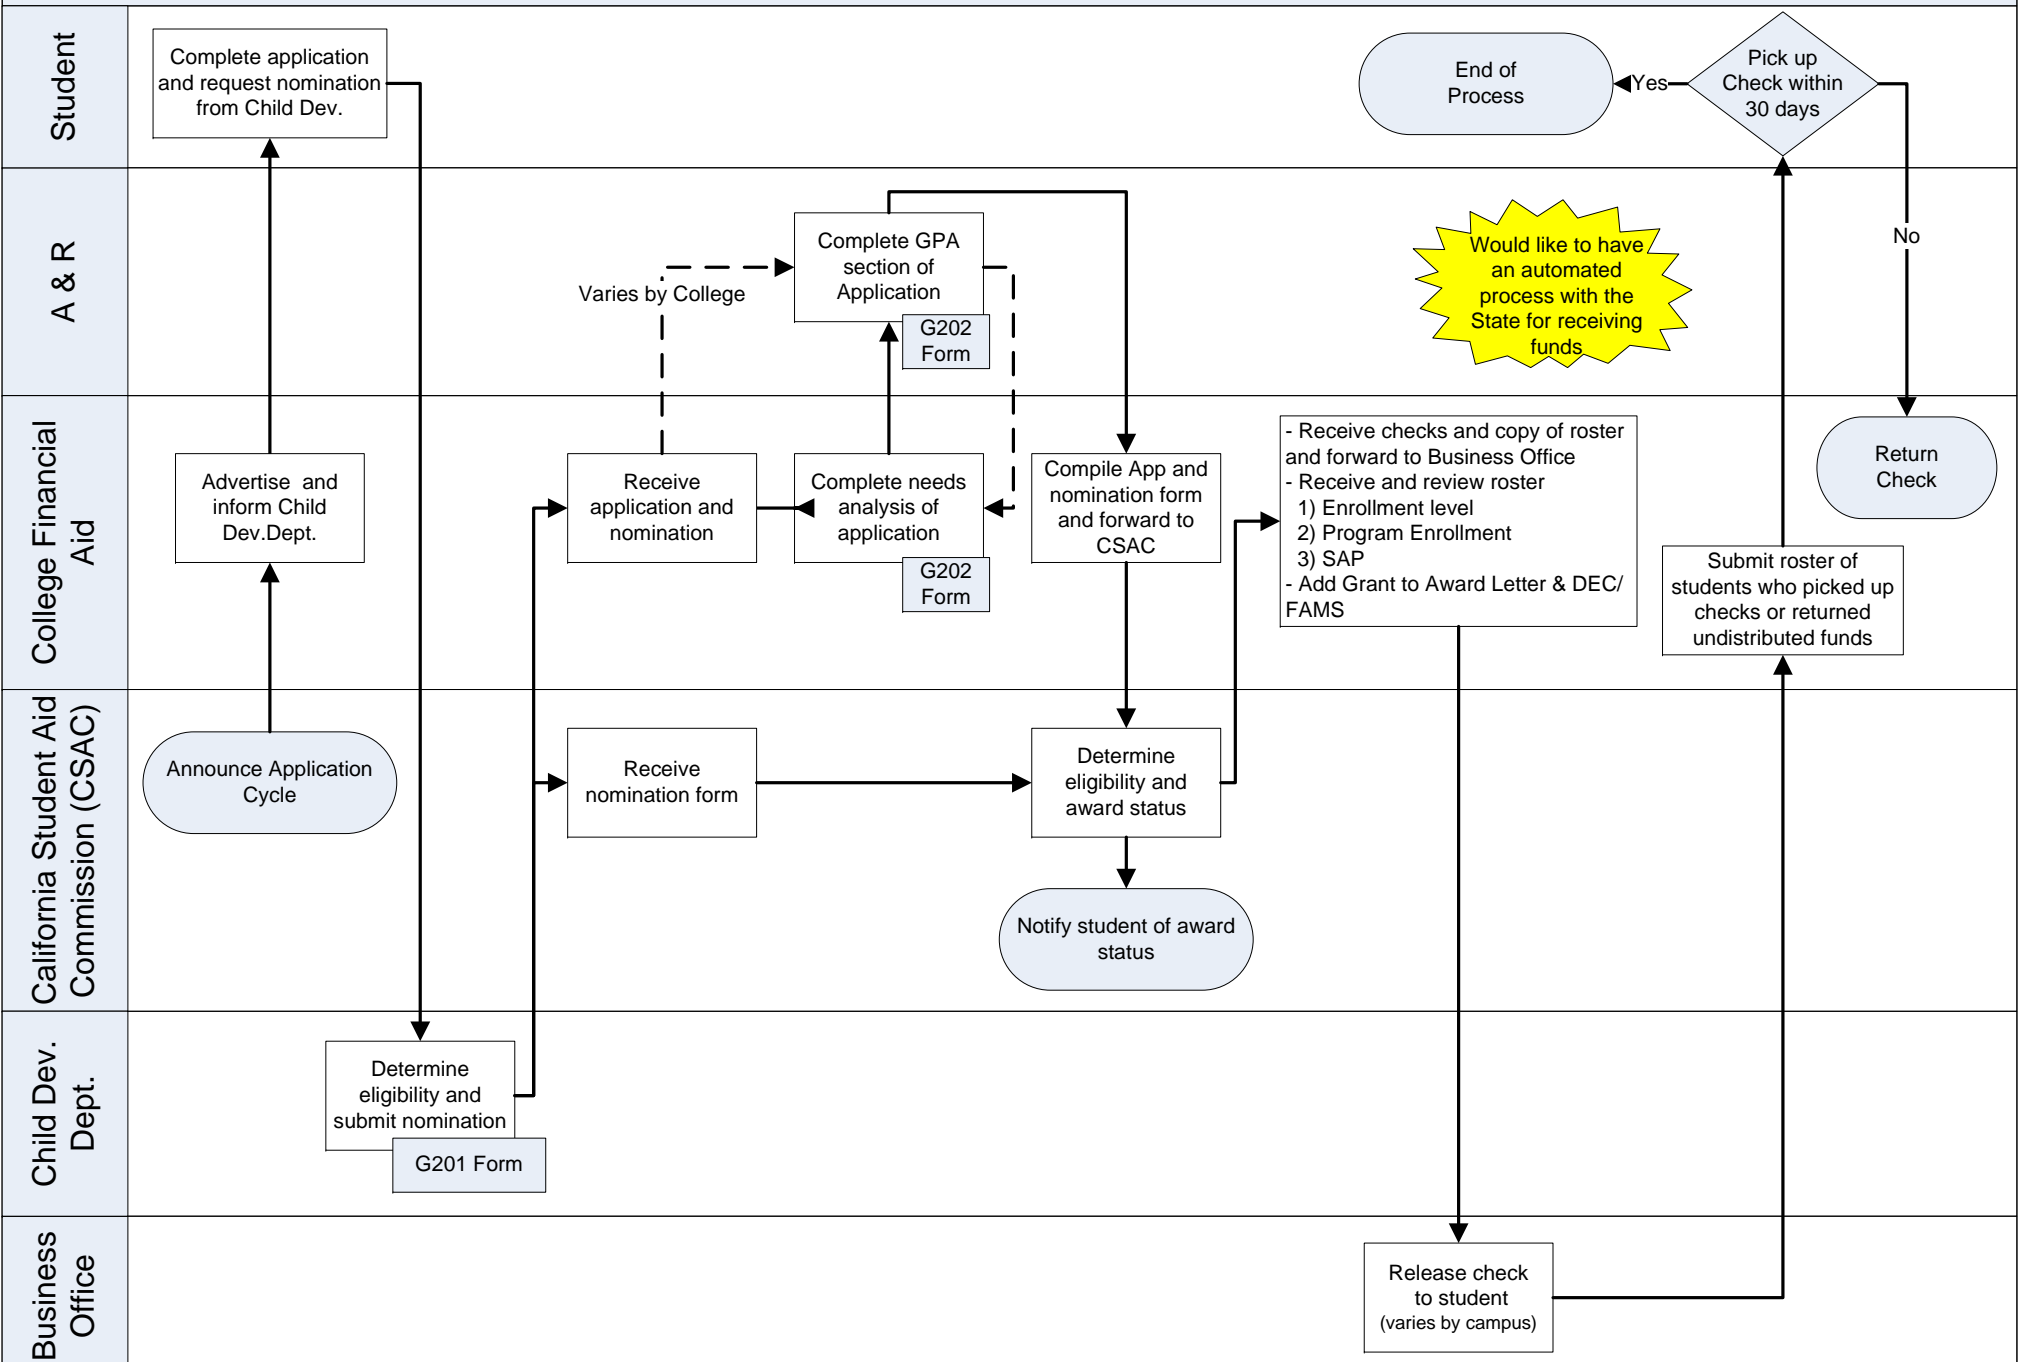 Student
Complete application
and request nomination
from Child Dev.
End of
Process
Yes
Pick up
Check within
30 days
A & R
Varies by College
Complete GPA
section of
Application
G202
Form
Would like to have
an automated
process with the
State for receiving
funds
No
College Financial
Aid
Advertise and
inform Child
Dev.Dept.
Receive
application and
nomination
Complete needs
analysis of
application
G202
Form
Compile App and
nomination form
and forward to
CSAC
- Receive checks and copy of roster
and forward to Business Office
- Receive and review roster
1) Enrollment level
2) Program Enrollment
3) SAP
- Add Grant to Award Letter & DEC/
FAMS
Submit roster of
students who picked up
checks or returned
undistributed funds
Return
Check
California Student Aid
Commission (CSAC)
Announce Application
Cycle
Receive
nomination form
Determine
eligibility and
award status
Notify student of award
status
Child Dev.
Dept.
Determine
eligibility and
submit nomination
G201 Form
Business
Office
Release check
to student
(varies by campus)